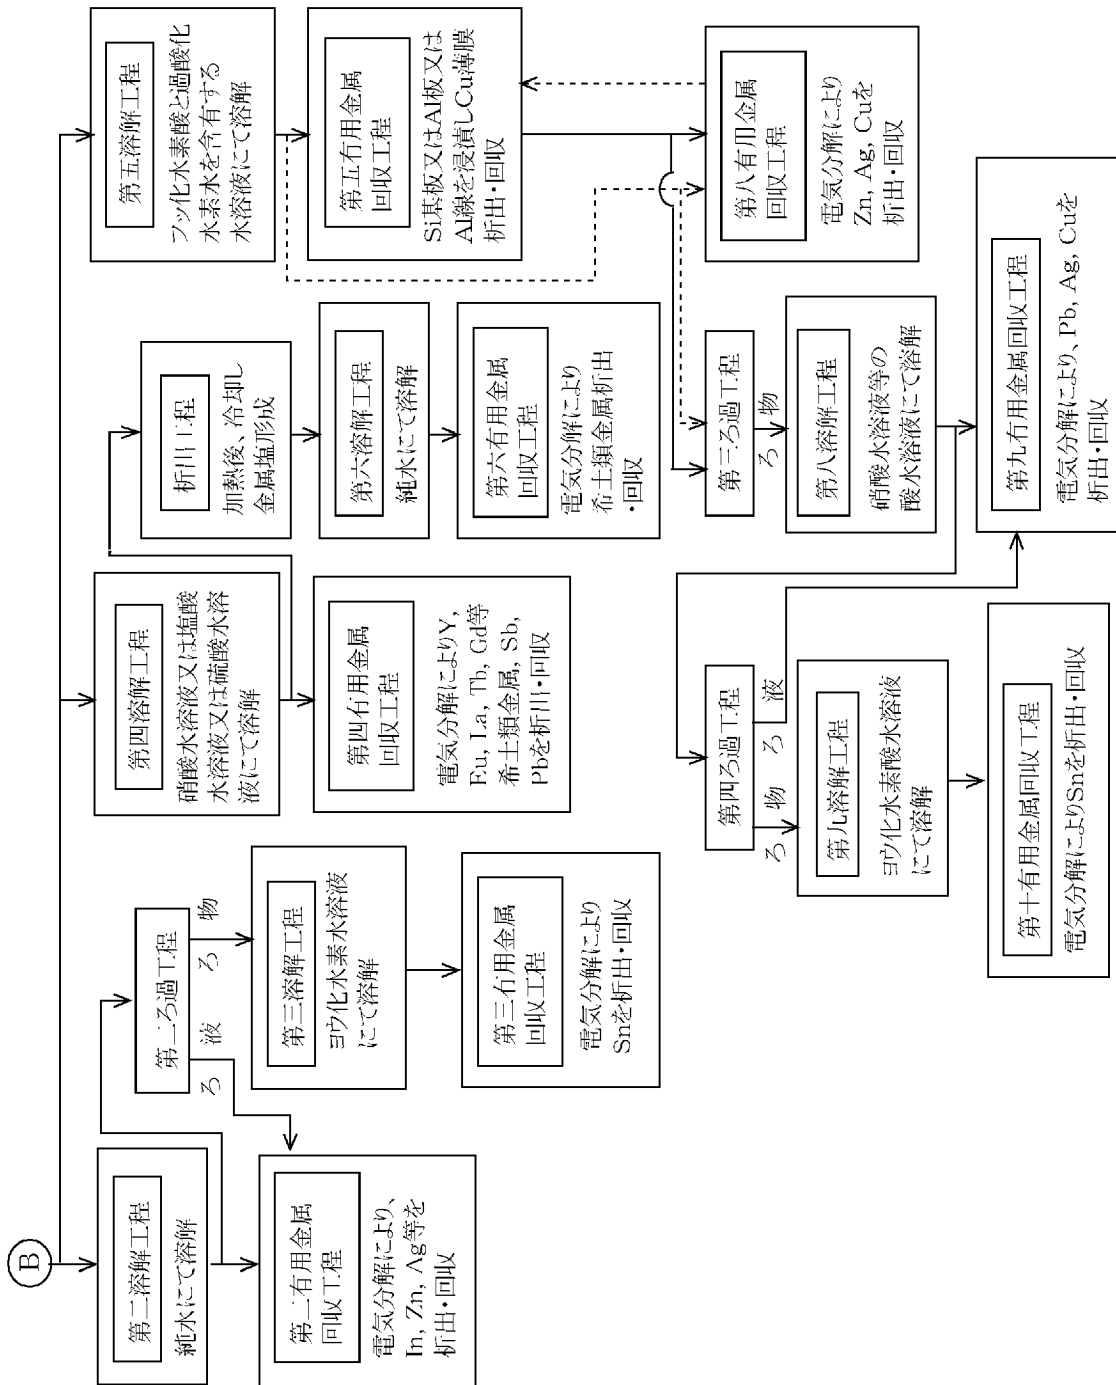 B
第二溶解工程
純水にて溶解
第二有用金属
回収工程
電気分解により、
In, Zn, Ag等を
析出・回収
第二ろ過工程
ろ 液
ろ 物
第三溶解工程
ヨウ化水素水溶液
にて溶解
第三有用金属
回収工程
電気分解により
Snを析出・回収
第四溶解工程
硝酸水溶液又は塩酸
水溶液又は硫酸水溶
液にて溶解
第四有用金属
回収工程
電気分解によりY,
Eu, La, Tb, Gd等
希土類金属, Sb,
Pbを析出・回収
析出工程
加熱後、冷却し
金属塩形成
第六溶解工程
純水にて溶解
第六有用金属
回収工程
電気分解により
希土類金属析出
・回収
第五溶解工程
フッ化水素酸と過酸化
水素水を含有する
水溶液にて溶解
第五有用金属
回収工程
Si基板又はAl板又は
Al線を浸漬しCu薄膜
析出・回収
第八有用金属
回収工程
電気分解により
Zn, Ag, Cuを
析出・回収
第三ろ過工程
ろ 物
第八溶解工程
硝酸水溶液等の
酸水溶液にて溶解
第九有用金属回収工程
電気分解により、Pb, Ag, Cuを
析出・回収
第四ろ過工程
ろ 物
ろ 液
第九溶解工程
ヨウ化水素酸水溶液
にて溶解
第十有用金属回収工程
電気分解によりSnを析出・回収